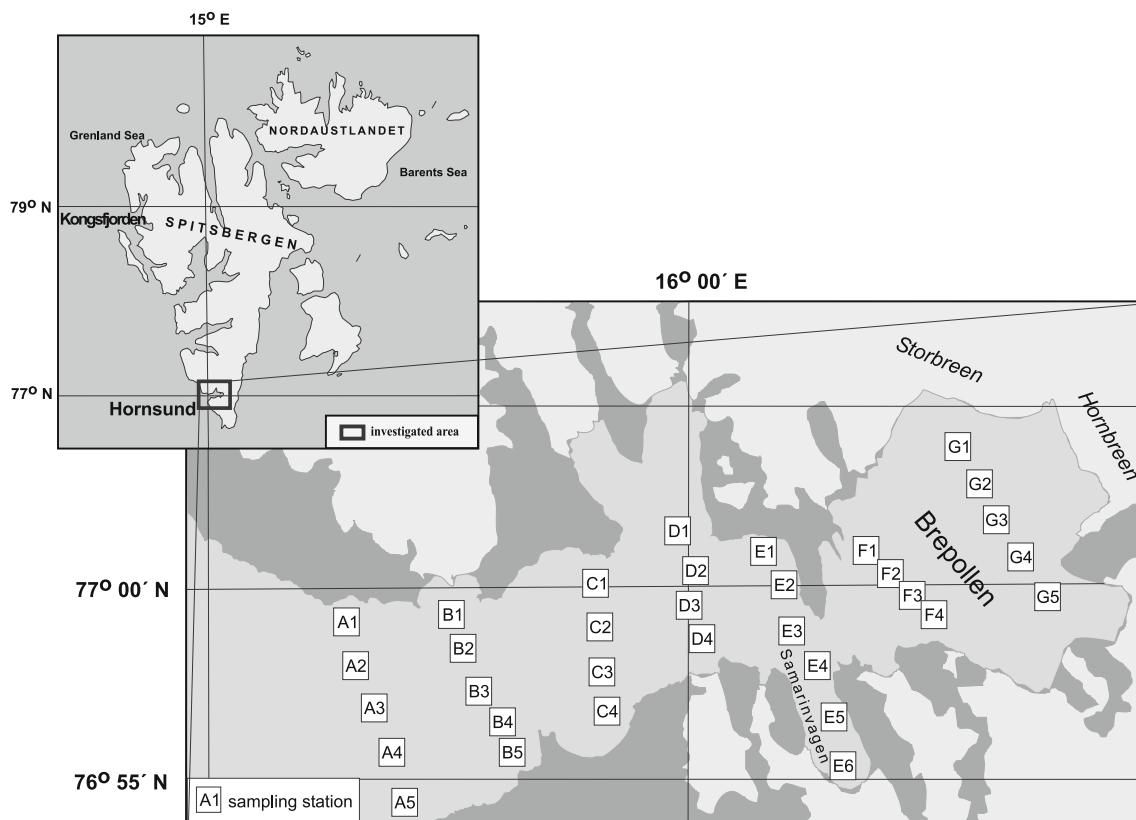 15° E
Grenland Sea
NORDAUSTLANDET
Barents Sea
79° N
Kongsfjorden
SPITSBERGEN
77° N
Hornsund
investigated area
16° 00´ E
Storbreen
Hornbreen
Brepollen
Samarinvagen
77° 00´ N
76° 55´ N
G1
G2
G3
G4
G5
F1
F2
F3
F4
E1
E2
E3
E4
E5
E6
D1
D2
D3
D4
C1
C2
C3
C4
B1
B2
B3
B4
B5
A1
A2
A3
A4
A5
A1 sampling station